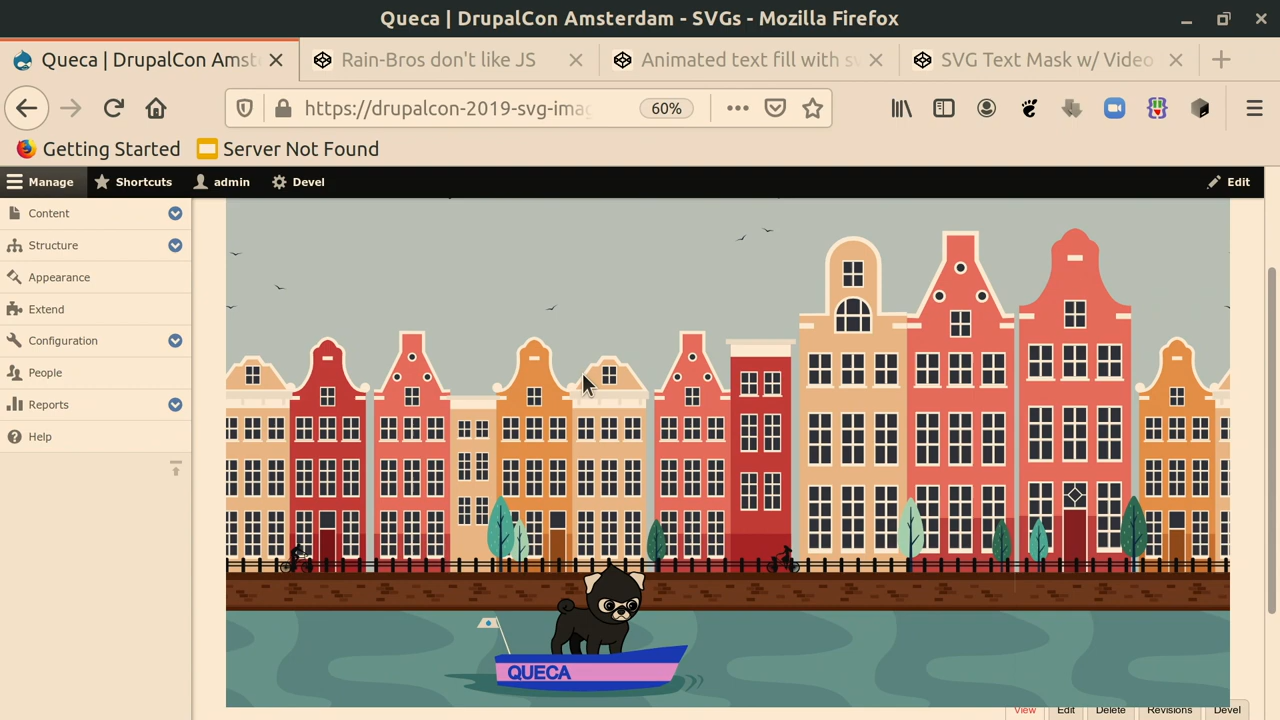 Queca | DrupalCon Amsterdam - SVGs - Mozilla Firefox
Queca | DrupalCon Amst
Rain-Bros don't like JS
Animated text fill with sv
SVG Text Mask w/ Video
https://drupalcon-2019-svg-imag
60%
Getting Started
Server Not Found
Manage
Shortcuts
admin
Devel
Edit
Content
Structure
Appearance
Extend
Configuration
People
Reports
Help
QUECA
View
Edit
Delete
Revisions
Devel